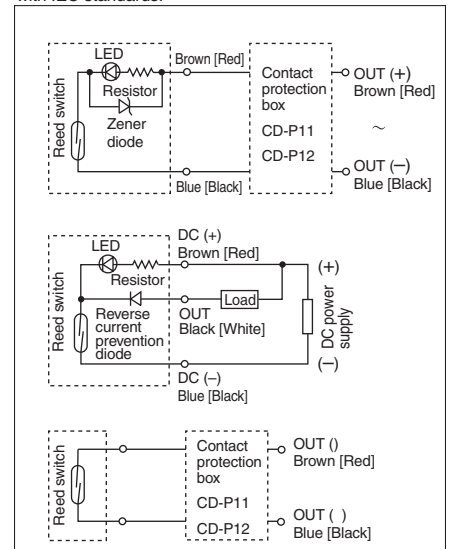 with IEC standards.
LED
Resistor
Zener
diode
Reed switch
Brown [Red]
Blue [Black]
Contact
protection
box
CD-P11
CD-P12
OUT (+)
Brown [Red]
~
OUT (–)
Blue [Black]
LED
Resistor
Reverse
current
prevention
diode
Reed switch
DC (+)
Brown [Red]
OUT
Black [White]
Load
DC (–)
Blue [Black]
(+)
DC power
supply
(–)
Reed switch
Contact
protection
box
CD-P11
CD-P12
OUT ()
Brown [Red]
OUT ( )
Blue [Black]